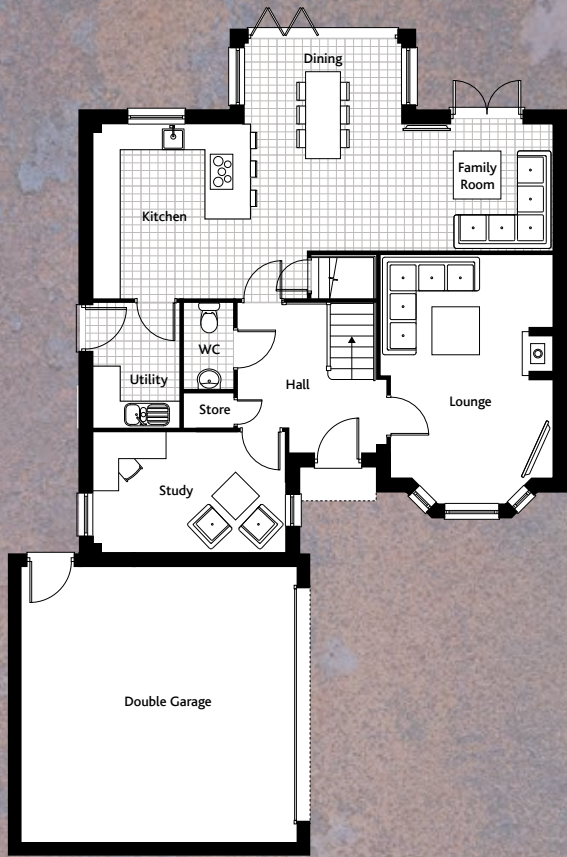 Dining
Family
Room
Kitchen
WC
Utility
Hall
Lounge
Store
Study
Double Garage